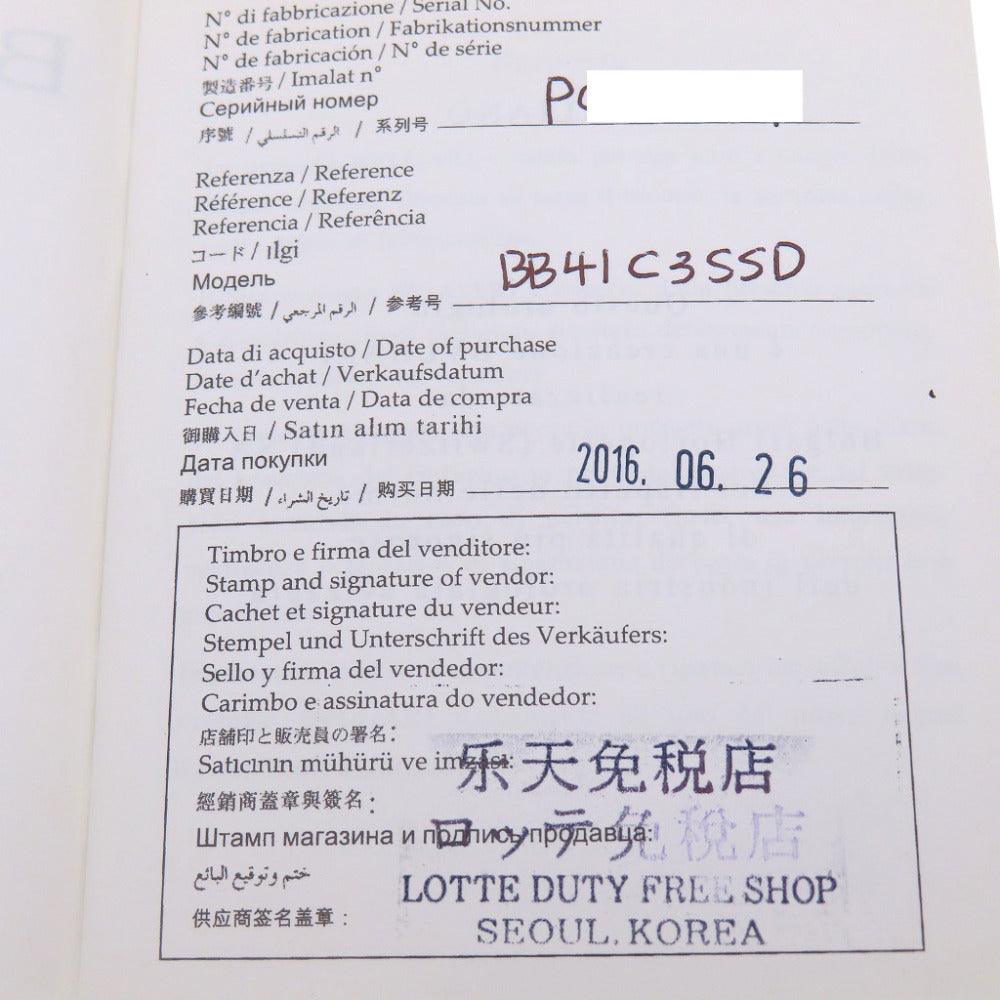 N° di fabbricazione / Serial No.
N° de fabrication / Fabrikationsnummer
N° de fabricación / N° de série
製造番号 / Imalat n°
Серийный номер
序號 / الرقم التسلسلي / 系列号
Referenza / Reference
Référence / Referenz
Referencia / Referência
コード / ılgi
Модель
參考編號 / الرقم المرجعي / 参考号 BB41C3SSD
Data di acquisto / Date of purchase
Date d'achat / Verkaufsdatum
Fecha de venta / Data de compra
御購入日 / Satın alım tarihi
Дата покупки
購買日期 / تاريخ الشراء / 购买日期 2016. 06. 26
Timbro e firma del venditore:
Stamp and signature of vendor:
Cachet et signature du vendeur:
Stempel und Unterschrift des Verkäufers:
Sello y firma del vendedor:
Carimbo e assinatura do vendedor:
店舗印と販売員の署名:
Satıcının mühürü ve imzası:
經銷商蓋章與簽名:
Штамп магазина и подпись продавца:
ختم وتوقيع البائع
供应商签名盖章:
乐天免税店
ロッテ免税店
LOTTE DUTY FREE SHOP
SEOUL, KOREA